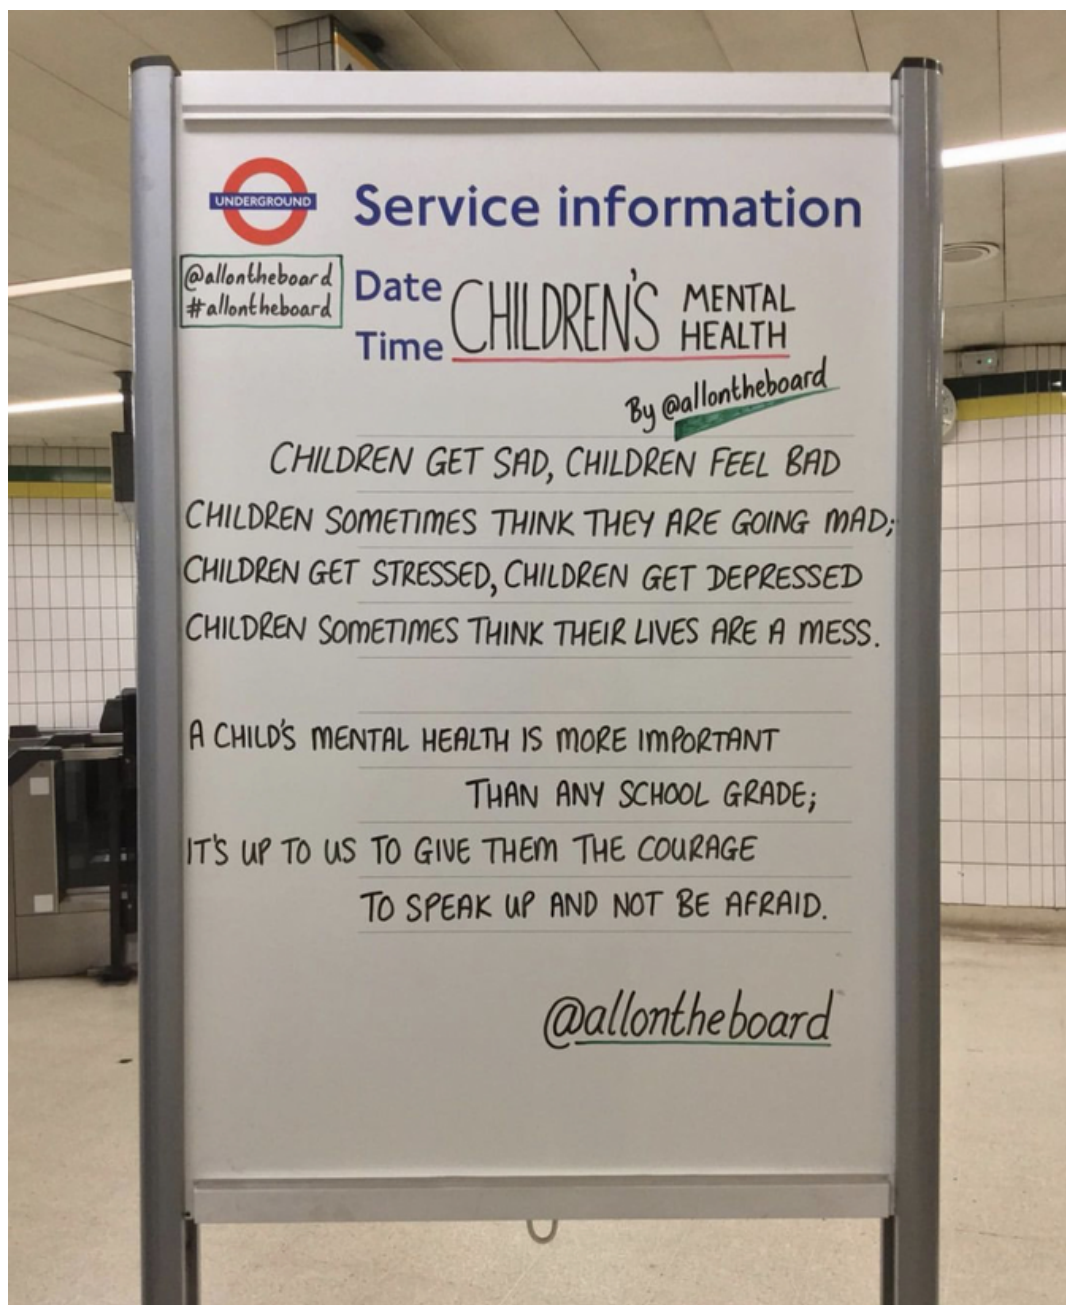 UNDERGROUND
Service information
@allontheboard
#allontheboard
Date
Time
CHILDREN'S MENTAL HEALTH
By @allontheboard
CHILDREN GET SAD, CHILDREN FEEL BAD
CHILDREN SOMETIMES THINK THEY ARE GOING MAD;
CHILDREN GET STRESSED, CHILDREN GET DEPRESSED
CHILDREN SOMETIMES THINK THEIR LIVES ARE A MESS.
A CHILD'S MENTAL HEALTH IS MORE IMPORTANT
THAN ANY SCHOOL GRADE;
IT'S UP TO US TO GIVE THEM THE COURAGE
TO SPEAK UP AND NOT BE AFRAID.
@allontheboard